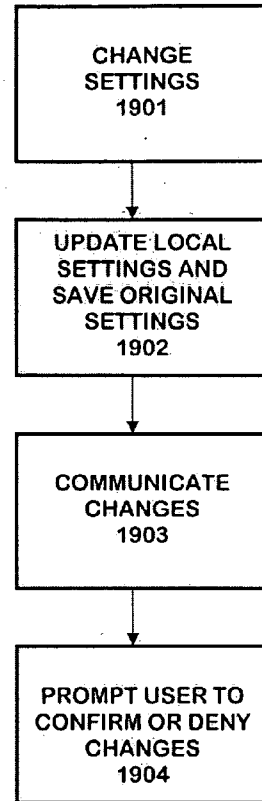 CHANGE
SETTINGS
1901
UPDATE LOCAL
SETTINGS AND
SAVE ORIGINAL
SETTINGS
1902
COMMUNICATE
CHANGES
1903
PROMPT USER TO
CONFIRM OR DENY
CHANGES
1904